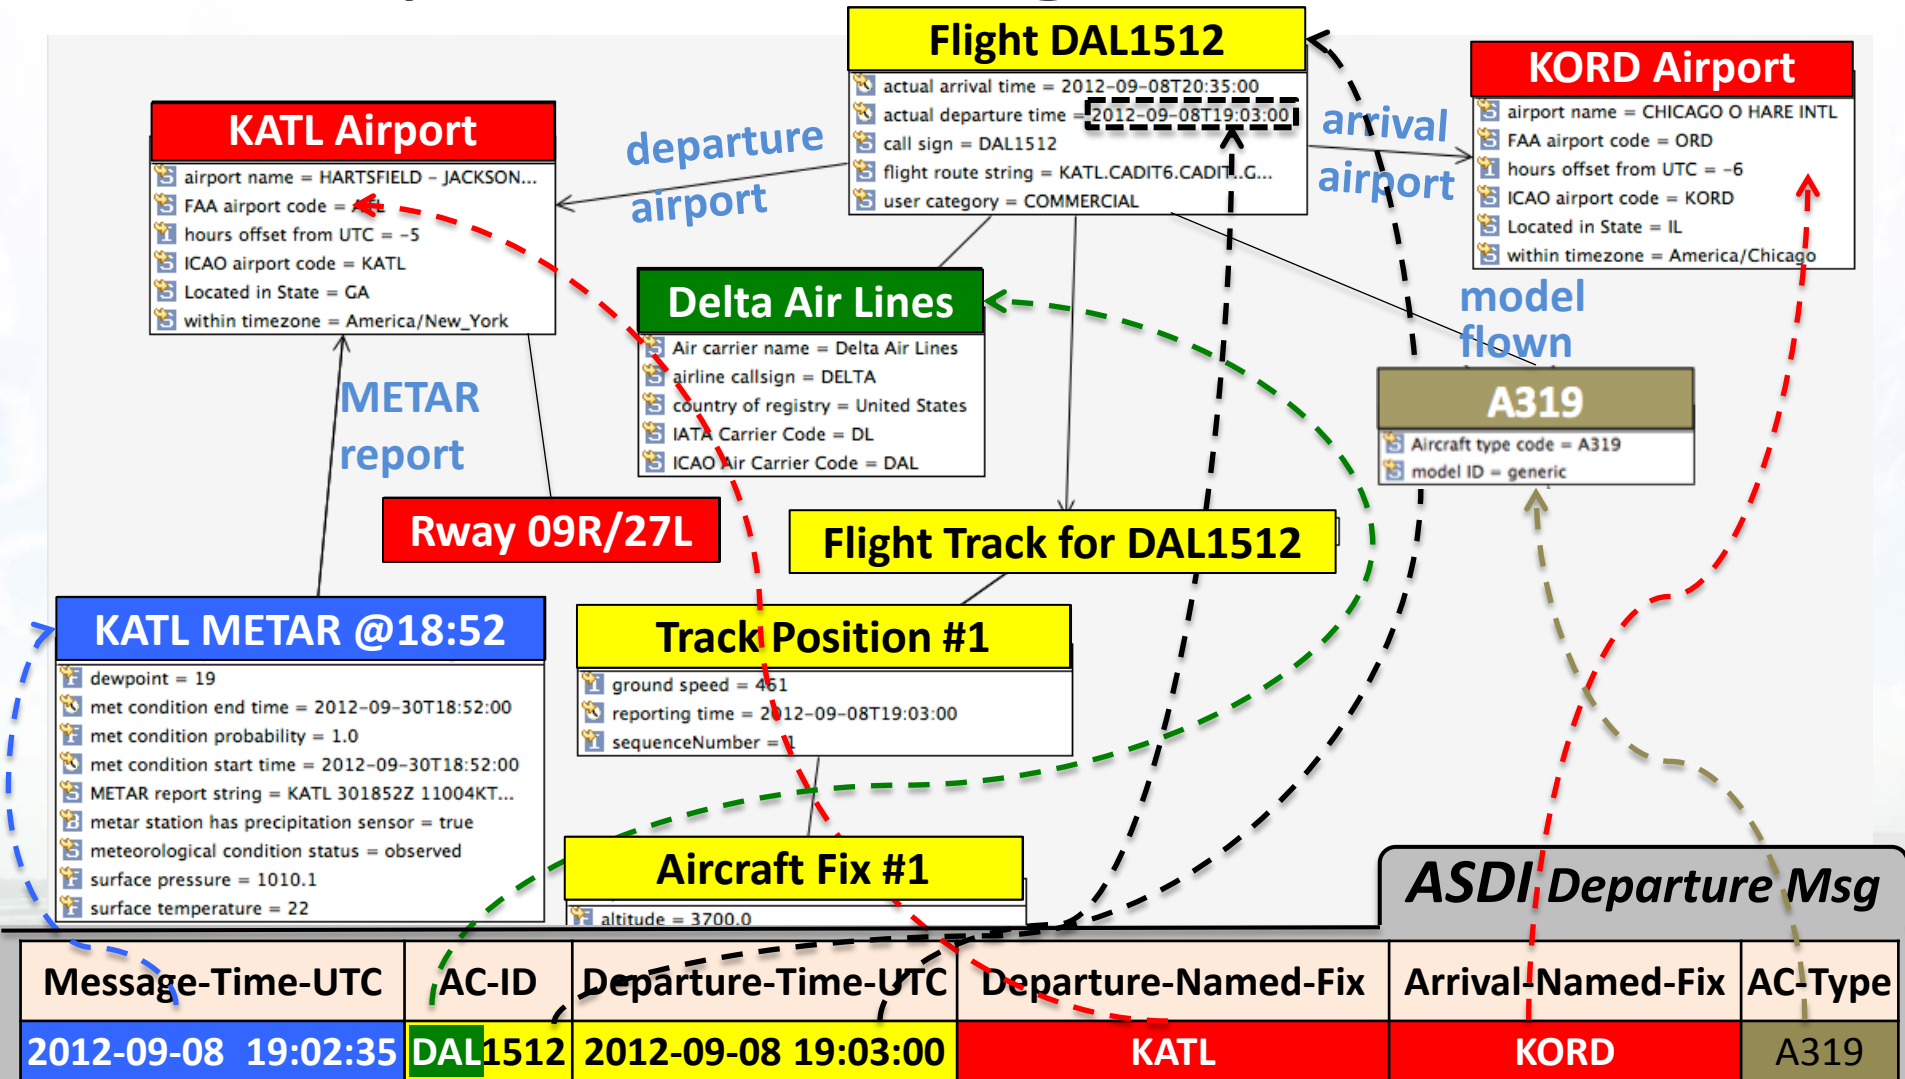 Flight DAL1512
actual arrival time = 2012-09-08T20:35:00
actual departure time = 2012-09-08T19:03:00
call sign = DAL1512
flight route string = KATL.CADIT6.CADIT..G...
user category = COMMERCIAL
KORD Airport
airport name = CHICAGO O HARE INTL
FAA airport code = ORD
hours offset from UTC = -6
ICAO airport code = KORD
Located in State = IL
within timezone = America/Chicago
KATL Airport
airport name = HARTSFIELD - JACKSON...
FAA airport code = ATL
hours offset from UTC = -5
ICAO airport code = KATL
Located in State = GA
within timezone = America/New_York
departure
airport
arrival
airport
Delta Air Lines
Air carrier name = Delta Air Lines
airline callsign = DELTA
country of registry = United States
IATA Carrier Code = DL
ICAO Air Carrier Code = DAL
model
flown
A319
Aircraft type code = A319
model ID = generic
METAR
report
Rway 09R/27L
Flight Track for DAL1512
KATL METAR @18:52
dewpoint = 19
met condition end time = 2012-09-30T18:52:00
met condition probability = 1.0
met condition start time = 2012-09-30T18:52:00
METAR report string = KATL 301852Z 11004KT...
metar station has precipitation sensor = true
meteorological condition status = observed
surface pressure = 1010.1
surface temperature = 22
Track Position #1
ground speed = 461
reporting time = 2012-09-08T19:03:00
sequenceNumber = 1
Aircraft Fix #1
altitude = 3700.0
ASDI Departure Msg
Message-Time-UTC AC-ID Departure-Time-UTC Departure-Named-Fix Arrival-Named-Fix AC-Type
2012-09-08 19:02:35 DAL1512 2012-09-08 19:03:00 KATL KORD A319